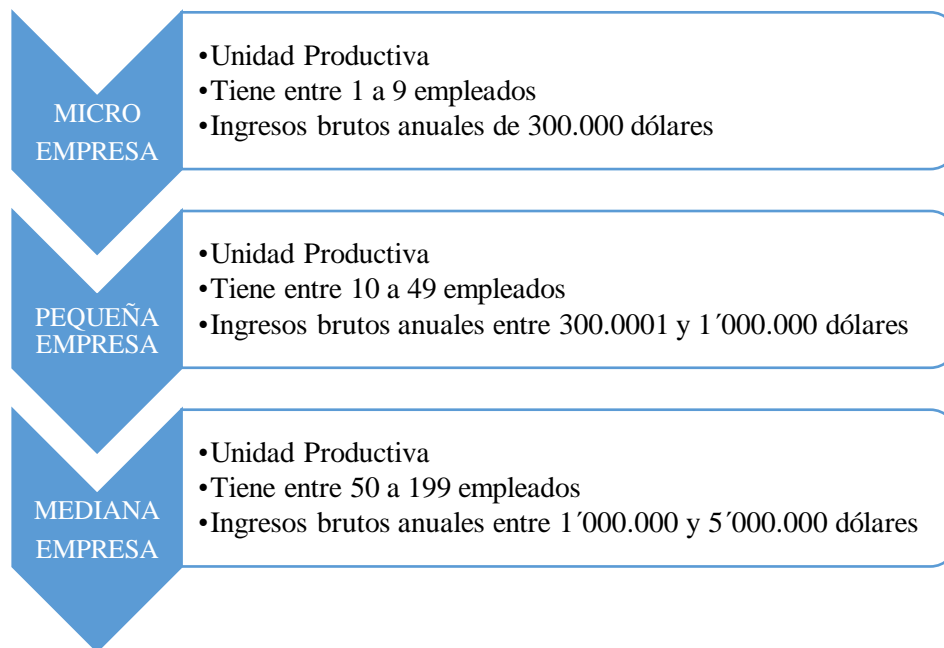 MICRO
EMPRESA
•Unidad Productiva
•Tiene entre 1 a 9 empleados
•Ingresos brutos anuales de 300.000 dólares
PEQUEÑA
EMPRESA
•Unidad Productiva
•Tiene entre 10 a 49 empleados
•Ingresos brutos anuales entre 300.0001 y 1´000.000 dólares
MEDIANA
EMPRESA
•Unidad Productiva
•Tiene entre 50 a 199 empleados
•Ingresos brutos anuales entre 1´000.000 y 5´000.000 dólares